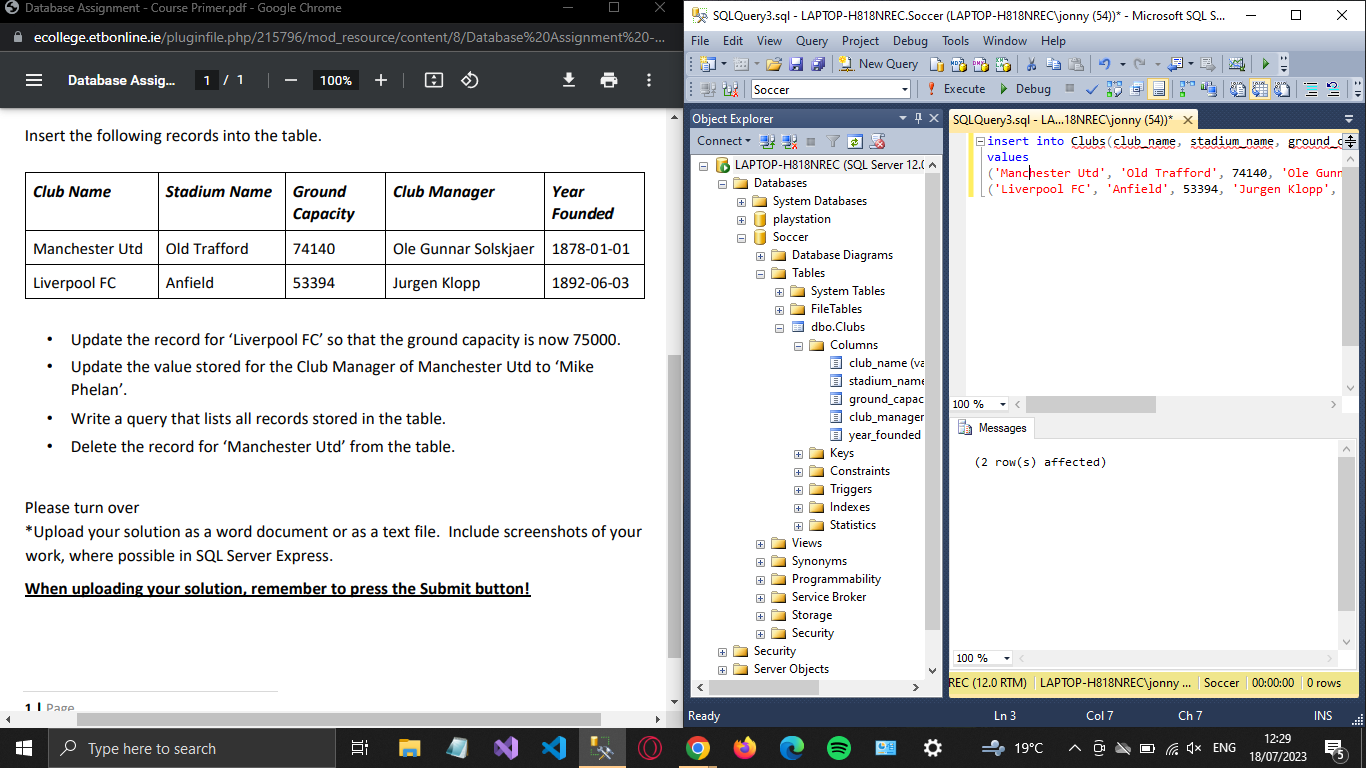 Database Assignment - Course Primer.pdf - Google Chrome
ecollege.etbonline.ie/pluginfile.php/215796/mod_resource/content/8/Database%20Assignment%20-...
Database Assig... 1 / 1 100%
Insert the following records into the table.
Club Name Stadium Name Ground Capacity Club Manager Year Founded
Manchester Utd Old Trafford 74140 Ole Gunnar Solskjaer 1878-01-01
Liverpool FC Anfield 53394 Jurgen Klopp 1892-06-03
• Update the record for ‘Liverpool FC’ so that the ground capacity is now 75000.
• Update the value stored for the Club Manager of Manchester Utd to ‘Mike
Phelan’.
• Write a query that lists all records stored in the table.
• Delete the record for ‘Manchester Utd’ from the table.
Please turn over
*Upload your solution as a word document or as a text file. Include screenshots of your
work, where possible in SQL Server Express.
When uploading your solution, remember to press the Submit button!
1 | Page
SQLQuery3.sql - LAPTOP-H818NREC.Soccer (LAPTOP-H818NREC\jonny (54))* - Microsoft SQL S...
File Edit View Query Project Debug Tools Window Help
New Query
Soccer Execute Debug
Object Explorer
Connect
LAPTOP-H818NREC (SQL Server 12.0
Databases
System Databases
playstation
Soccer
Database Diagrams
Tables
System Tables
FileTables
dbo.Clubs
Columns
club_name (va
stadium_name
ground_capac
club_manager
year_founded
Keys
Constraints
Triggers
Indexes
Statistics
Views
Synonyms
Programmability
Service Broker
Storage
Security
Security
Server Objects
SQLQuery3.sql - LA...18NREC\jonny (54))*
insert into Clubs(club_name, stadium_name, ground_c
values
('Manchester Utd', 'Old Trafford', 74140, 'Ole Gunn
('Liverpool FC', 'Anfield', 53394, 'Jurgen Klopp',
100 %
Messages
(2 row(s) affected)
100 %
REC (12.0 RTM) LAPTOP-H818NREC\jonny ... Soccer 00:00:00 0 rows
Ready Ln 3 Col 7 Ch 7 INS
Type here to search
19°C ENG 12:29
18/07/2023 5